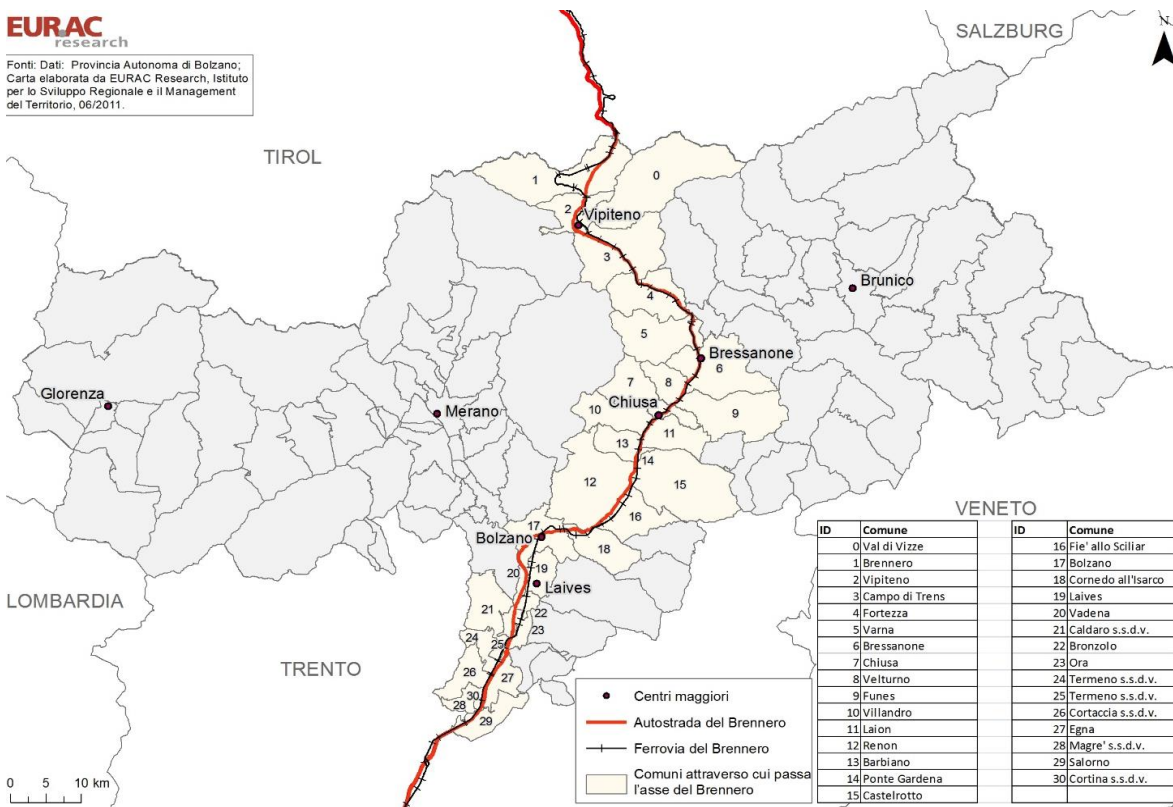 EURAC
research
Fonti: Dati: Provincia Autonoma di Bolzano;
Carta elaborata da EURAC Research, Istituto
per lo Sviluppo Regionale e il Management
del Territorio, 06/2011.
SALZBURG
N
TIROL
0
1
2
Vipiteno
3
Brunico
4
5
Bressanone
6
7
8
Glorenza
Merano
10
Chiusa
9
11
13
14
12
15
16
VENETO
17
Bolzano
18
19
20
Laives
LOMBARDIA
21
22
23
24
25
TRENTO
26
27
30
28
29
Centri maggiori
Autostrada del Brennero
Ferrovia del Brennero
Comuni attraverso cui passa
l'asse del Brennero
0 5 10 km
ID Comune ID Comune
0 Val di Vizze 16 Fie' allo Sciliar
1 Brennero 17 Bolzano
2 Vipiteno 18 Cornedo all'Isarco
3 Campo di Trens 19 Laives
4 Fortezza 20 Vadena
5 Varna 21 Caldaro s.s.d.v.
6 Bressanone 22 Bronzolo
7 Chiusa 23 Ora
8 Velturno 24 Termeno s.s.d.v.
9 Funes 25 Termeno s.s.d.v.
10 Villandro 26 Cortaccia s.s.d.v.
11 Laion 27 Egna
12 Renon 28 Magre' s.s.d.v.
13 Barbiano 29 Salorno
14 Ponte Gardena 30 Cortina s.s.d.v.
15 Castelrotto